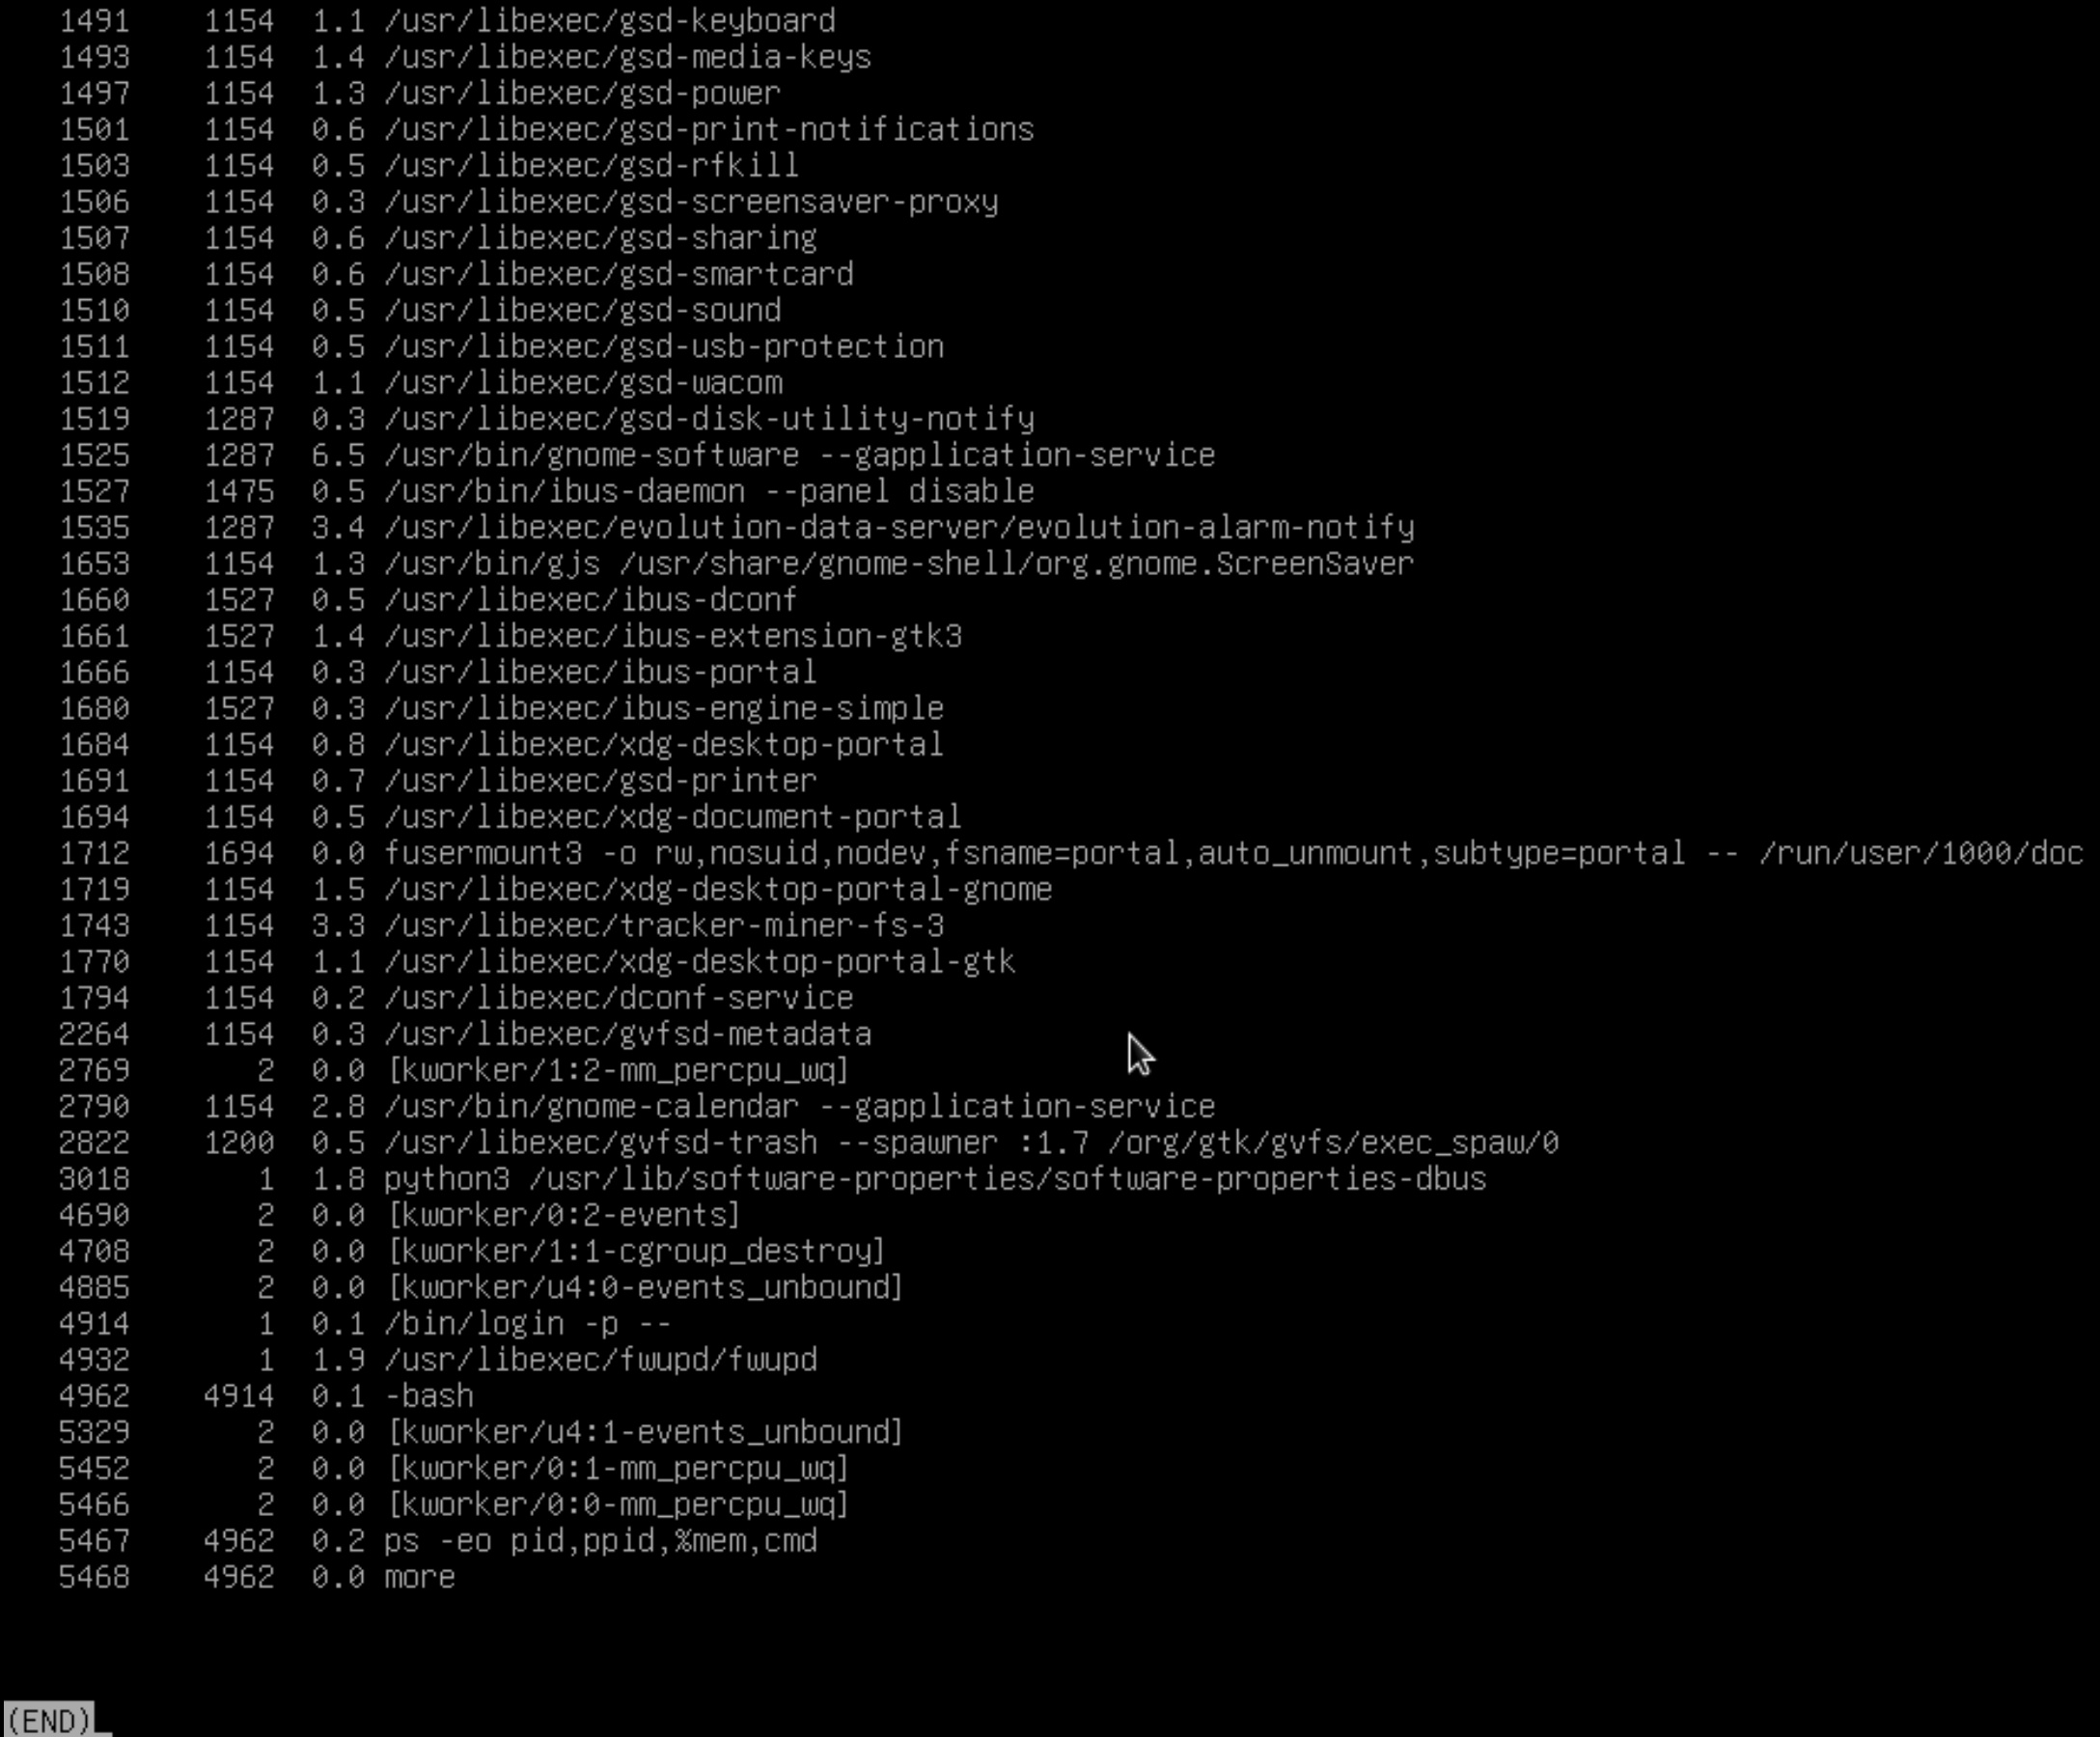 1491 1154 1.1 /usr/libexec/gsd-keyboard
1493 1154 1.4 /usr/libexec/gsd-media-keys
1497 1154 1.3 /usr/libexec/gsd-power
1501 1154 0.6 /usr/libexec/gsd-print-notifications
1503 1154 0.5 /usr/libexec/gsd-rfkill
1506 1154 0.3 /usr/libexec/gsd-screensaver-proxy
1507 1154 0.6 /usr/libexec/gsd-sharing
1508 1154 0.6 /usr/libexec/gsd-smartcard
1510 1154 0.5 /usr/libexec/gsd-sound
1511 1154 0.5 /usr/libexec/gsd-usb-protection
1512 1154 1.1 /usr/libexec/gsd-wacom
1519 1287 0.3 /usr/libexec/gsd-disk-utility-notify
1525 1287 6.5 /usr/bin/gnome-software --gapplication-service
1527 1475 0.5 /usr/bin/ibus-daemon --panel disable
1535 1287 3.4 /usr/libexec/evolution-data-server/evolution-alarm-notify
1653 1154 1.3 /usr/bin/gjs /usr/share/gnome-shell/org.gnome.ScreenSaver
1660 1527 0.5 /usr/libexec/ibus-dconf
1661 1527 1.4 /usr/libexec/ibus-extension-gtk3
1666 1154 0.3 /usr/libexec/ibus-portal
1680 1527 0.3 /usr/libexec/ibus-engine-simple
1684 1154 0.8 /usr/libexec/xdg-desktop-portal
1691 1154 0.7 /usr/libexec/gsd-printer
1694 1154 0.5 /usr/libexec/xdg-document-portal
1712 1694 0.0 fusermount3 -o rw,nosuid,nodev,fsname=portal,auto_unmount,subtype=portal -- /run/user/1000/doc
1719 1154 1.5 /usr/libexec/xdg-desktop-portal-gnome
1743 1154 3.3 /usr/libexec/tracker-miner-fs-3
1770 1154 1.1 /usr/libexec/xdg-desktop-portal-gtk
1794 1154 0.2 /usr/libexec/dconf-service
2264 1154 0.3 /usr/libexec/gvfsd-metadata
2769 2 0.0 [kworker/1:2-mm_percpu_wq]
2790 1154 2.8 /usr/bin/gnome-calendar --gapplication-service
2822 1200 0.5 /usr/libexec/gvfsd-trash --spawner :1.7 /org/gtk/gvfs/exec_spaw/0
3018 1 1.8 python3 /usr/lib/software-properties/software-properties-dbus
4690 2 0.0 [kworker/0:2-events]
4708 2 0.0 [kworker/1:1-cgroup_destroy]
4885 2 0.0 [kworker/u4:0-events_unbound]
4914 1 0.1 /bin/login -p --
4932 1 1.9 /usr/libexec/fwupd/fwupd
4962 4914 0.1 -bash
5329 2 0.0 [kworker/u4:1-events_unbound]
5452 2 0.0 [kworker/0:1-mm_percpu_wq]
5466 2 0.0 [kworker/0:0-mm_percpu_wq]
5467 4962 0.2 ps -eo pid,ppid,%mem,cmd
5468 4962 0.0 more
(END)